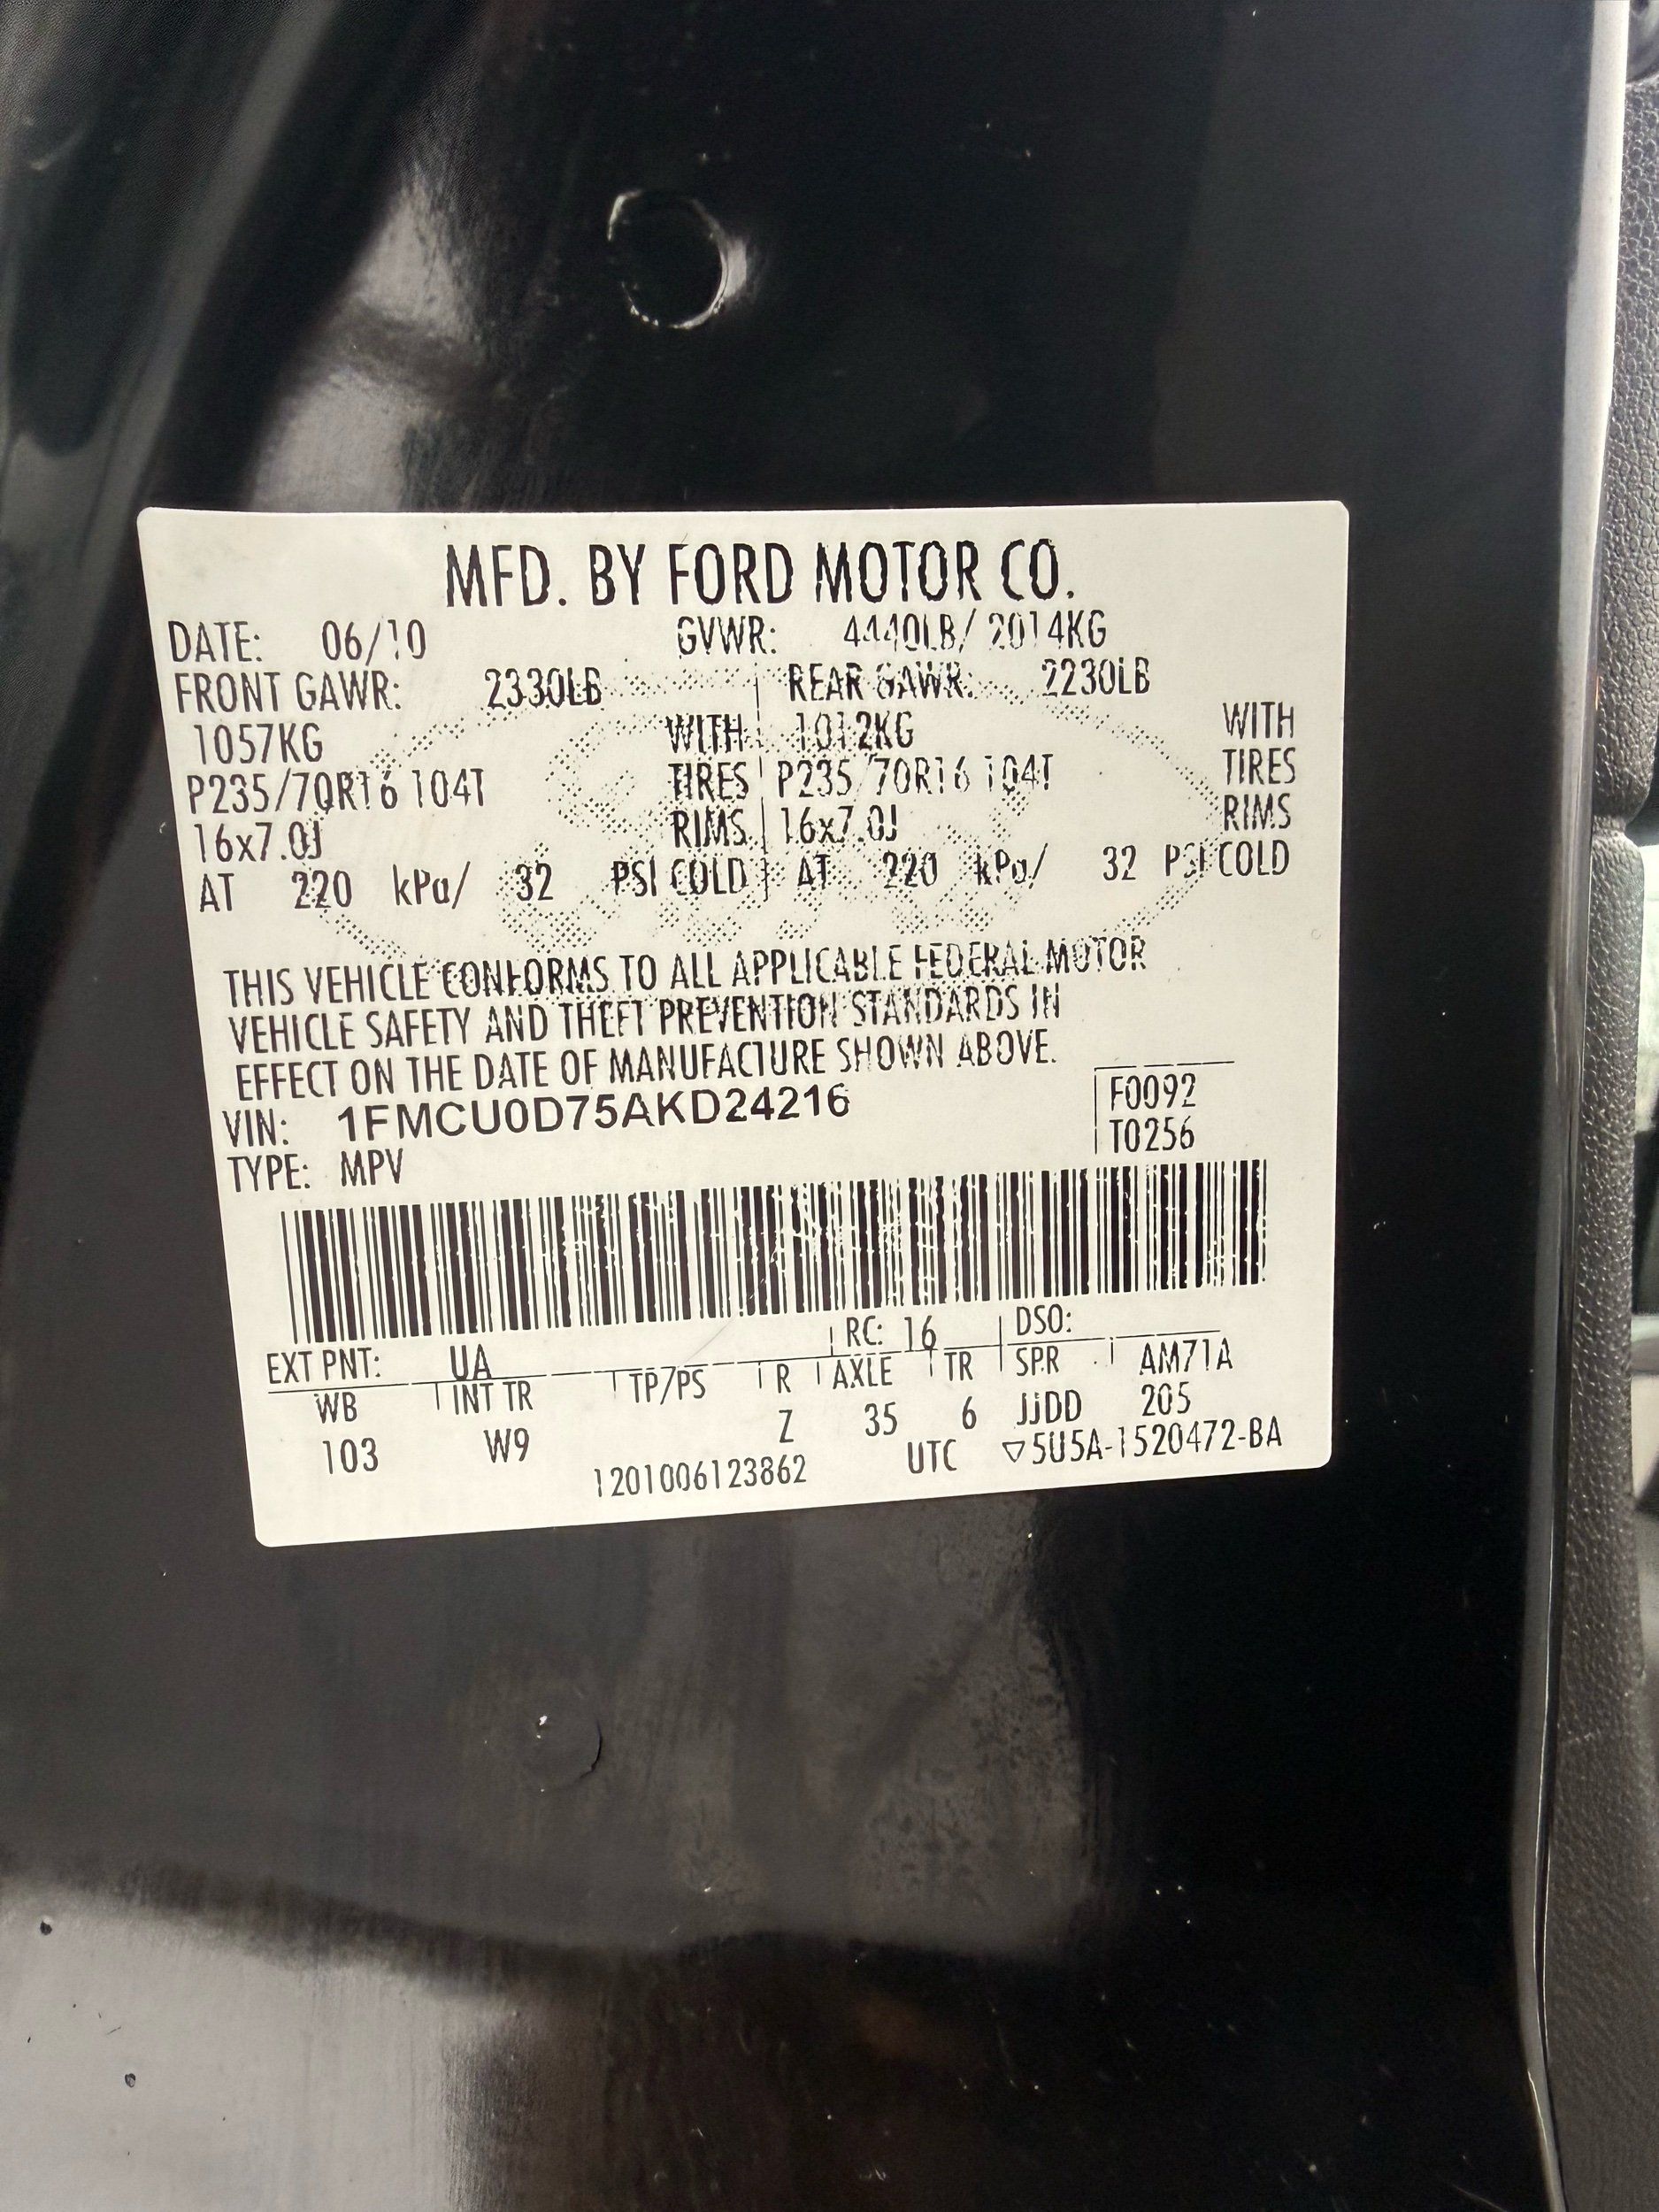 MFD. BY FORD MOTOR CO.
DATE: 06/10 GVWR: 4440LB/ 2014KG
FRONT GAWR: 2330LB REAR GAWR: 2230LB
1057KG WITH 1012KG WITH
P235/70R16 104T TIRES P235/70R16 104T TIRES
16x7.0J RIMS 16x7.0J RIMS
AT 220 kPa/ 32 PSI COLD AT 220 kPa/ 32 PSI COLD
THIS VEHICLE CONFORMS TO ALL APPLICABLE FEDERAL MOTOR
VEHICLE SAFETY AND THEFT PREVENTION STANDARDS IN
EFFECT ON THE DATE OF MANUFACTURE SHOWN ABOVE.
VIN: 1FMCU0D75AKD24216 F0092
TYPE: MPV T0256
EXT PNT: UA RC: 16 DSO:
WB INT TR TP/PS R AXLE TR SPR AM71A
103 W9 Z 35 6 JJDD 205
1201006123862 UTC ▽5U5A-1520472-BA